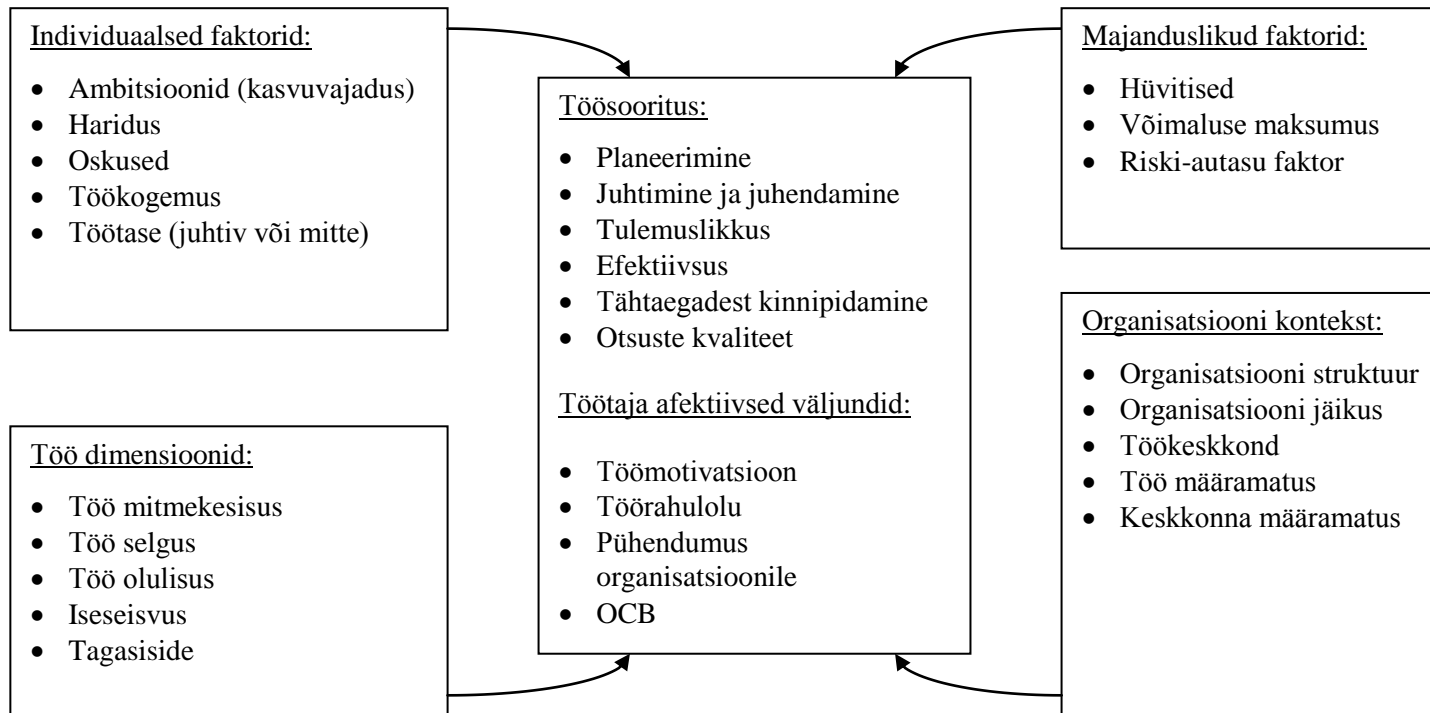 Individuaalsed faktorid:
• Ambitsioonid (kasvuvajadus)
• Haridus
• Oskused
• Töökogemus
• Töötase (juhtiv või mitte)
Töö dimensioonid:
• Töö mitmekesisus
• Töö selgus
• Töö olulisus
• Iseseisvus
• Tagasiside
Töösooritus:
• Planeerimine
• Juhtimine ja juhendamine
• Tulemuslikkus
• Efektiivsus
• Tähtaegadest kinnipidamine
• Otsuste kvaliteet
Töötaja afektiivsed väljundid:
• Töömotivatsioon
• Töörahulolu
• Pühendumus
organisatsioonile
• OCB
Majanduslikud faktorid:
• Hüvitised
• Võimaluse maksumus
• Riski-autasu faktor
Organisatsiooni kontekst:
• Organisatsiooni struktuur
• Organisatsiooni jäikus
• Töökeskkond
• Töö määramatus
• Keskkonna määramatus